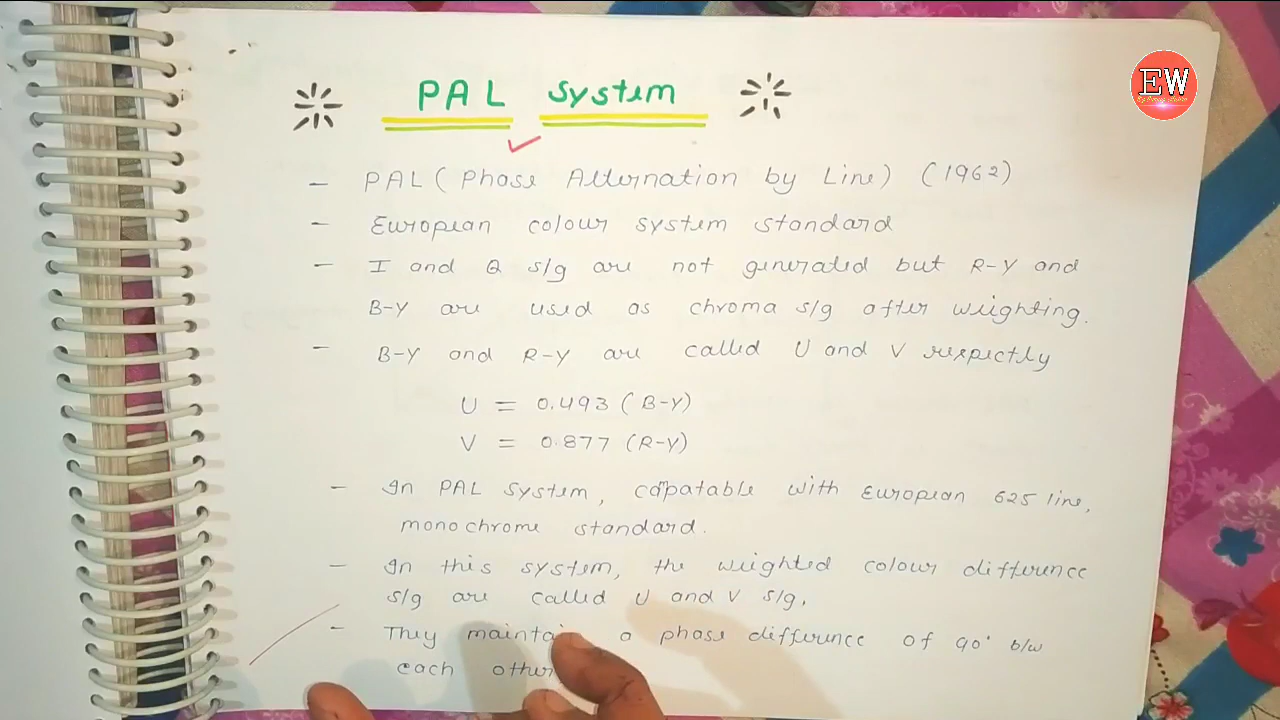 PAL System
- PAL (Phase Alternation by Line) (1962)
- European colour system standard
- I and Q s/g are not generated but R-Y and
B-Y are used as chroma s/g after weighting.
- B-Y and R-Y are called U and V respectly
U = 0.493 (B-Y)
V = 0.877 (R-Y)
- In PAL System, copatable with European 625 line,
monochrome standard.
- In this system, the weighted colour difference
s/g are called U and V s/g,
- They maintain a phase difference of 90° b/w
each other
EW